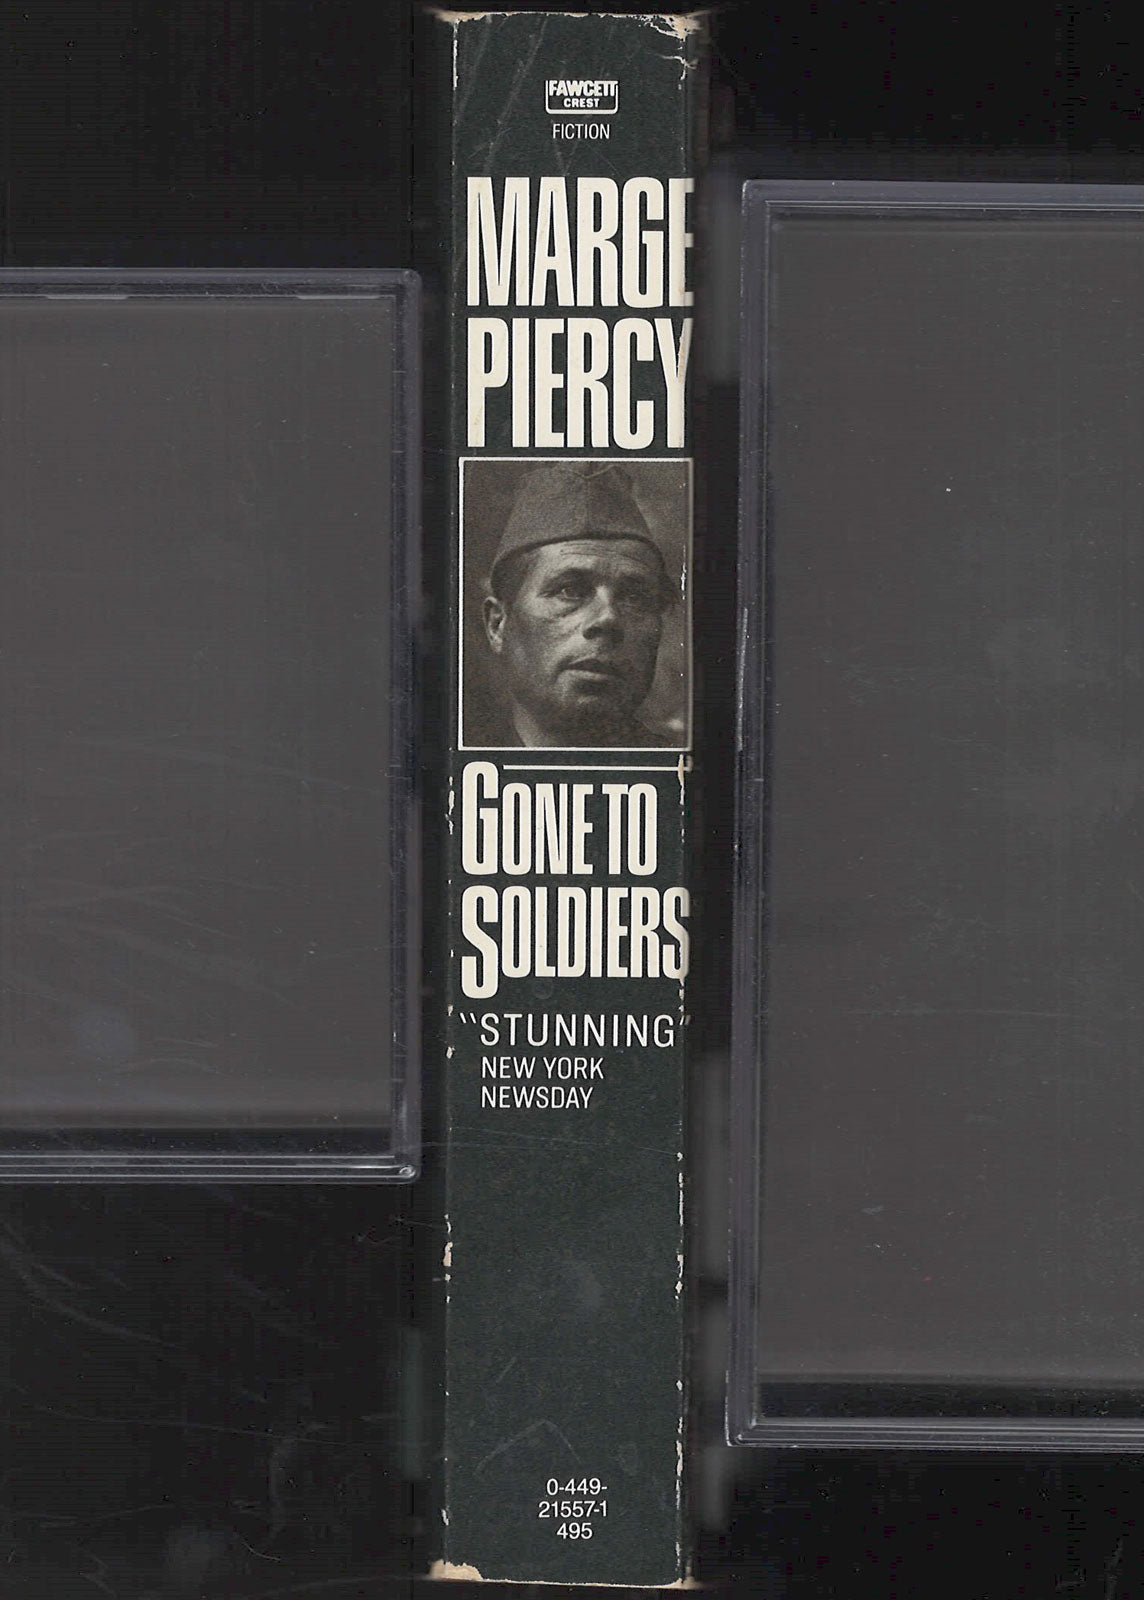 FAWCETT
CREST
FICTION
MARGE
PIERCY
GONE TO
SOLDIERS
"STUNNING"
NEW YORK
NEWSDAY
0-449-
21557-1
495